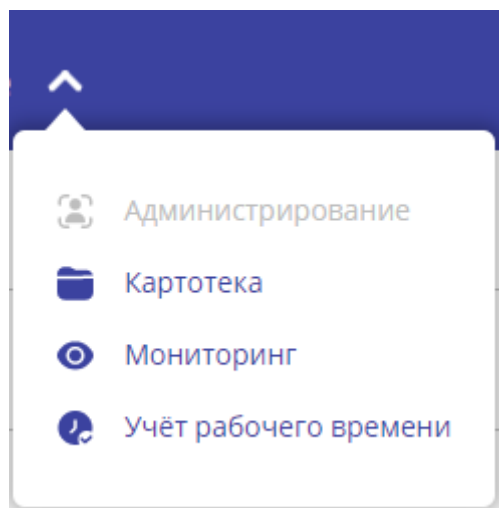 Администрирование
Картотека
Мониторинг
Учёт рабочего времени